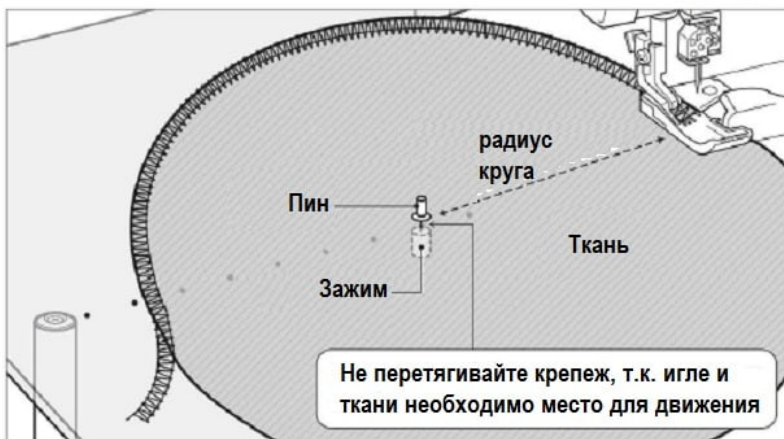 радиус
круга
Пин
Ткань
Зажим
Не перетягивайте крепеж, т.к. игле и
ткани необходимо место для движения